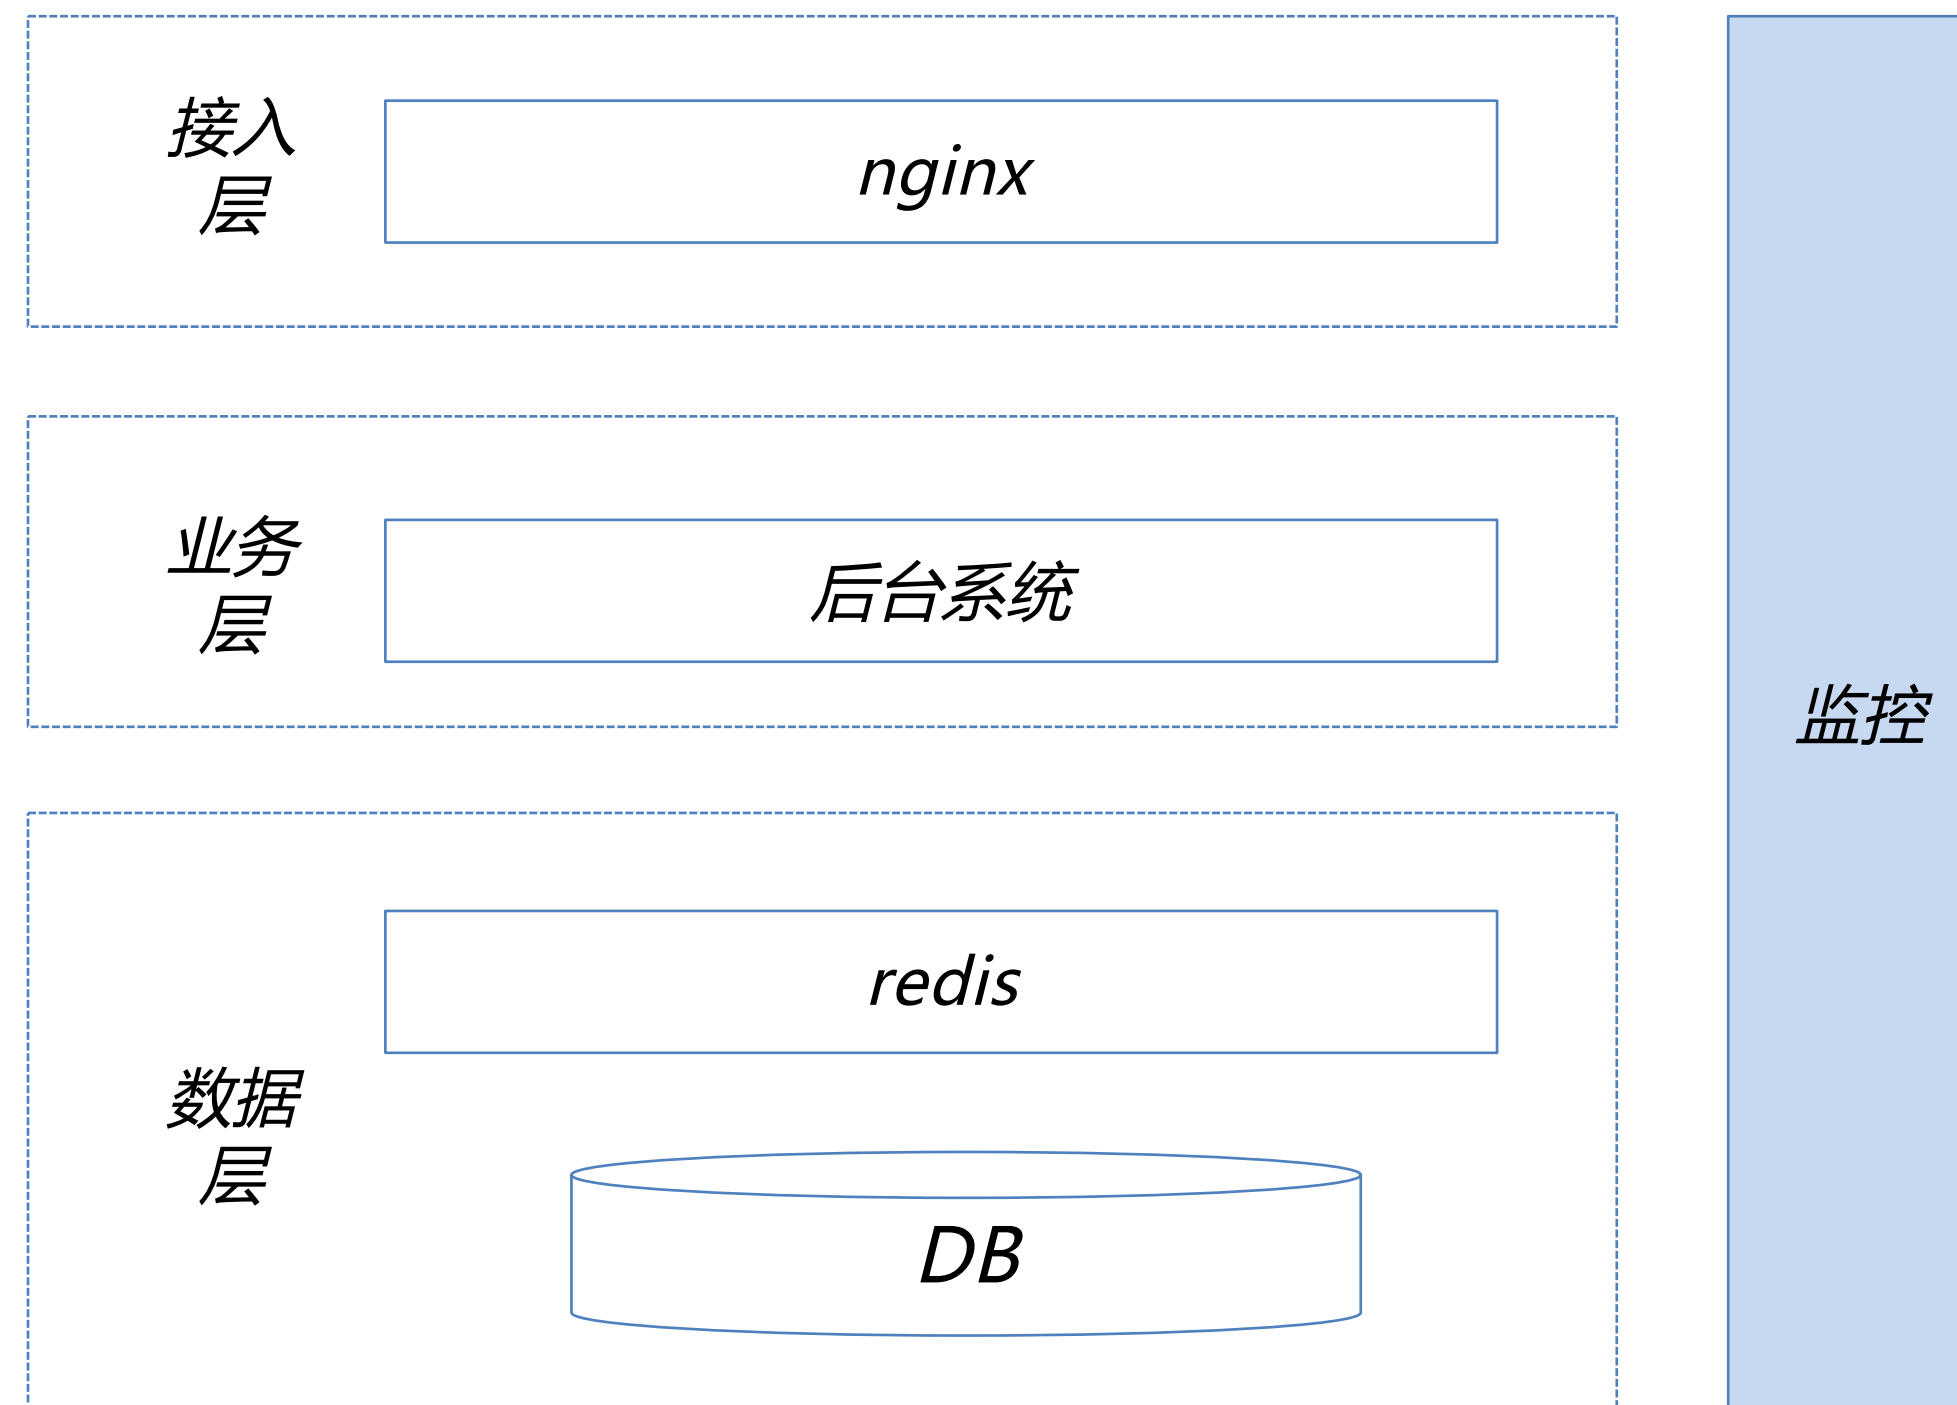 接入
层
nginx
业务
层
后台系统
监控
redis
数据
层
DB